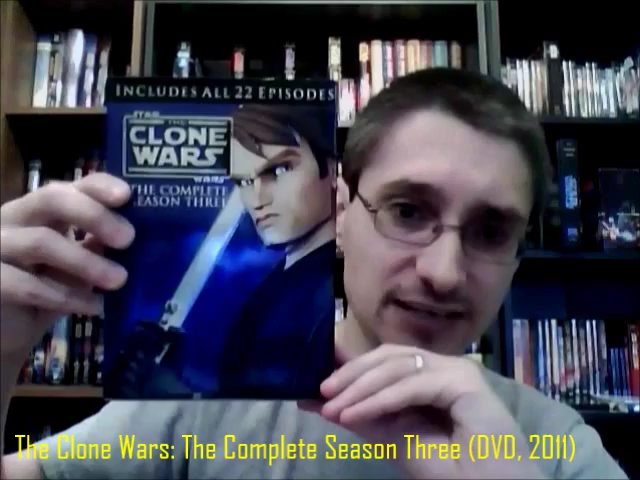 INCLUDES ALL 22 EPISODES
STAR
THE
CLONE
WARS
WARS
THE COMPLETE
SEASON THREE
The Clone Wars: The Complete Season Three (DVD, 2011)